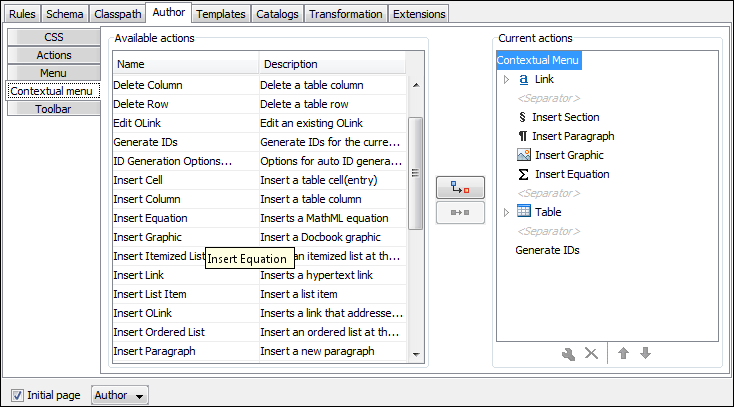 Rules Schema Classpath Author Templates Catalogs Transformation Extensions
CSS
Actions
Menu
Contextual menu
Toolbar
Available actions
Name Description
Delete Column Delete a table column
Delete Row Delete a table row
Edit OLink Edit an existing OLink
Generate IDs Generate IDs for the curre...
ID Generation Options... Options for auto ID genera...
Insert Cell Insert a table cell(entry)
Insert Column Insert a table column
Insert Equation Inserts a MathML equation
Insert Graphic Insert a Docbook graphic
Insert Itemized List an itemized list at th...
Insert Equation
Insert Link Inserts a hypertext link
Insert List Item Insert a list item
Insert OLink Inserts a link that addresse...
Insert Ordered List Insert an ordered list at th...
Insert Paragraph Insert a new paragraph
Current actions
Contextual Menu
a Link
<Separator>
§ Insert Section
¶ Insert Paragraph
Insert Graphic
Σ Insert Equation
<Separator>
Table
<Separator>
Generate IDs
Initial page Author